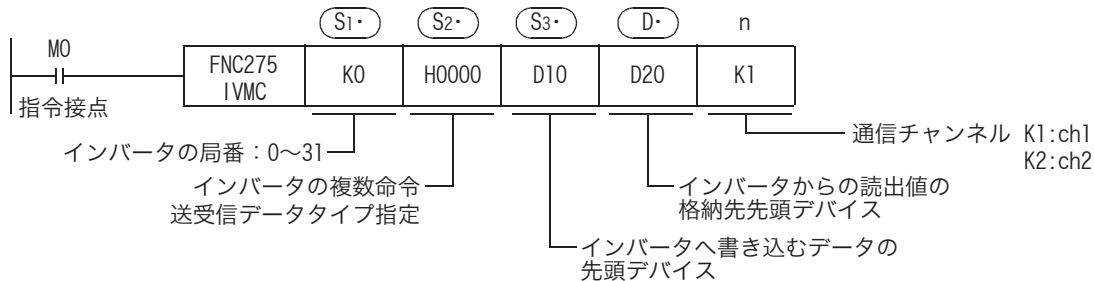 S1· S2· S3· D· n
M0
FNC275
IVMC
K0 H0000 D10 D20 K1
指令接点
通信チャンネル K1:ch1
K2:ch2
インバータの局番：0～31
インバータの複数命令
送受信データタイプ指定
インバータからの読出値の
格納先先頭デバイス
インバータへ書き込むデータの
先頭デバイス